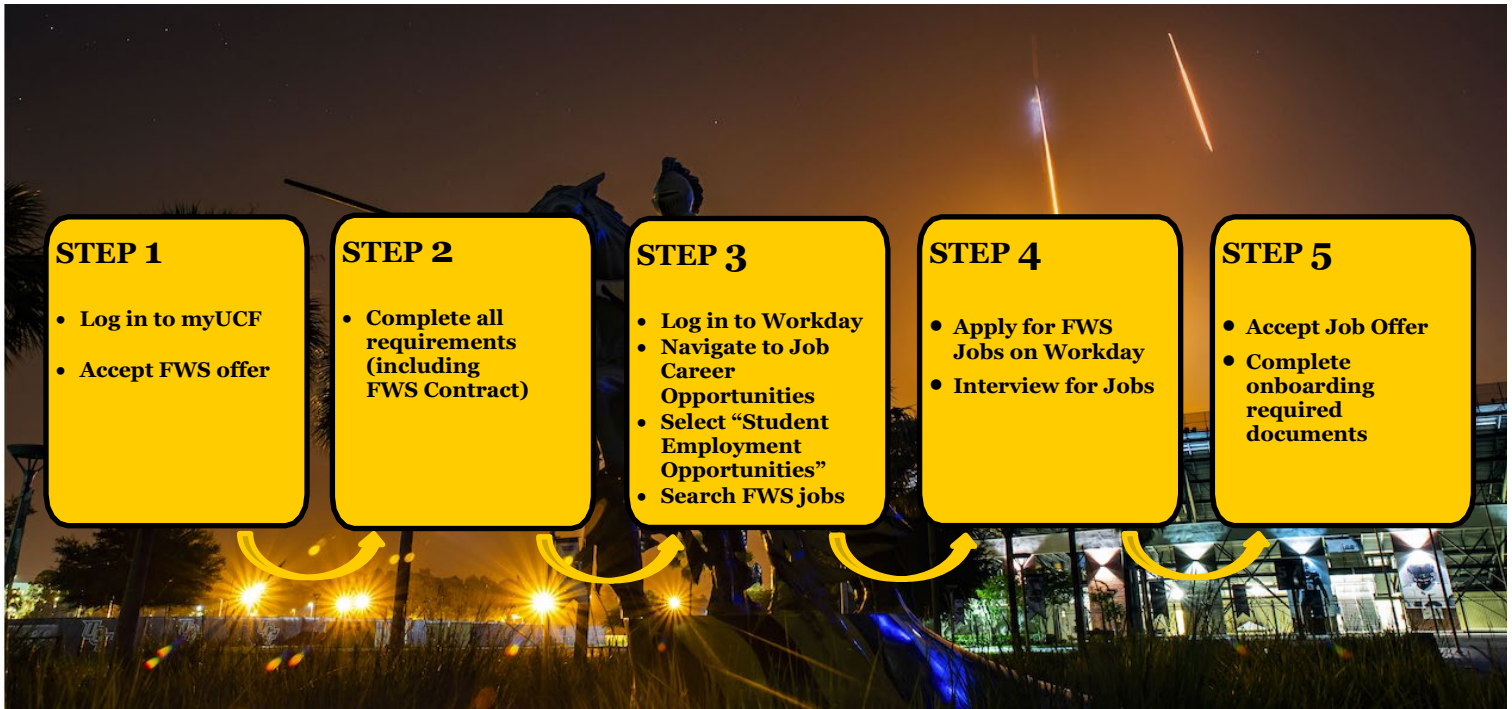 STEP 1
• Log in to myUCF
• Accept FWS offer
STEP 2
• Complete all
requirements
(including
FWS Contract)
STEP 3
• Log in to Workday
• Navigate to Job
Career
Opportunities
• Select “Student
Employment
Opportunities”
• Search FWS jobs
STEP 4
• Apply for FWS
Jobs on Workday
• Interview for Jobs
STEP 5
• Accept Job Offer
• Complete
onboarding
required
documents